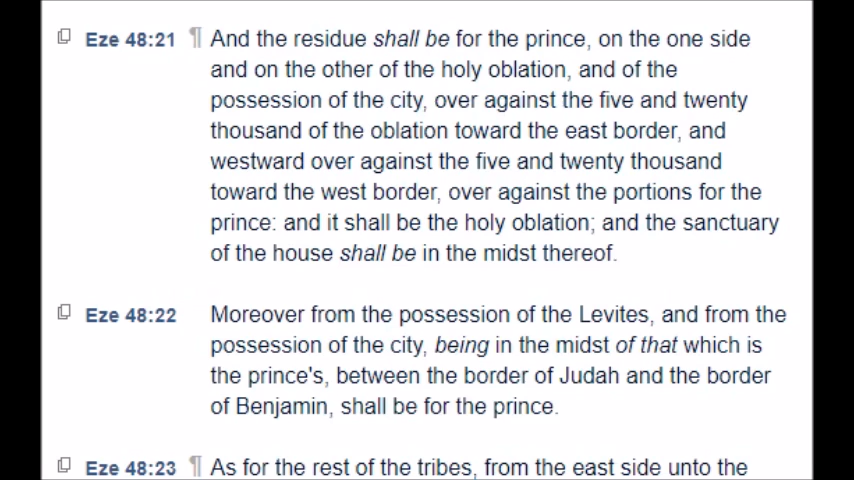 Eze 48:21 ¶ And the residue shall be for the prince, on the one side
and on the other of the holy oblation, and of the
possession of the city, over against the five and twenty
thousand of the oblation toward the east border, and
westward over against the five and twenty thousand
toward the west border, over against the portions for the
prince: and it shall be the holy oblation; and the sanctuary
of the house shall be in the midst thereof.
Eze 48:22 Moreover from the possession of the Levites, and from the
possession of the city, being in the midst of that which is
the prince's, between the border of Judah and the border
of Benjamin, shall be for the prince.
Eze 48:23 ¶ As for the rest of the tribes, from the east side unto the